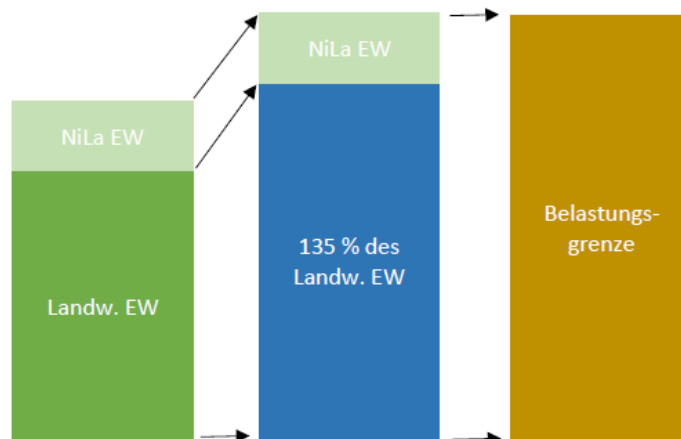 NiLa EW
Landw. EW
NiLa EW
135 % des
Landw. EW
Belastungs-
grenze